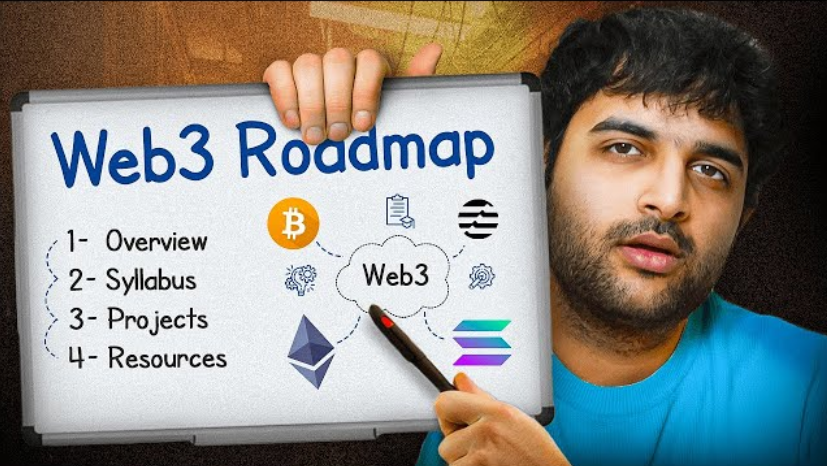 Web3 Roadmap
1- Overview
2- Syllabus
3- Projects
4- Resources
Web3